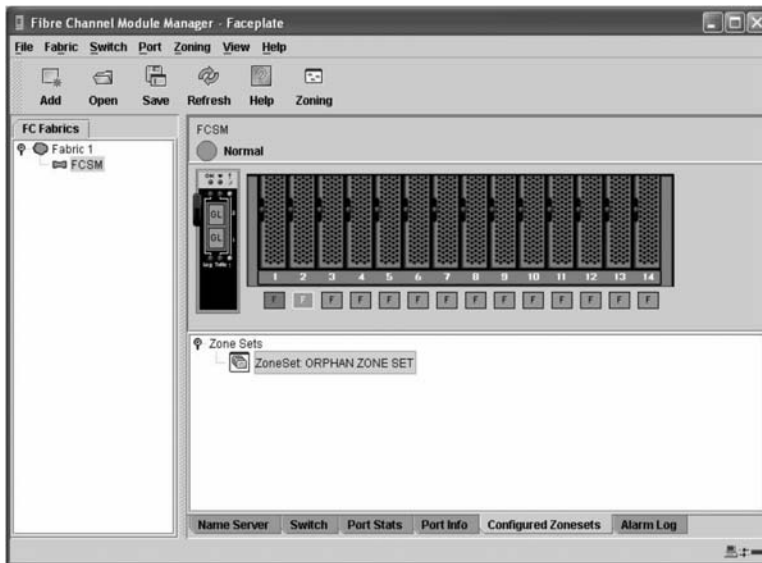 Fibre Channel Module Manager - Faceplate
File Fabric Switch Port Zoning View Help
Add Open Save Refresh Help Zoning
FC Fabrics
Fabric 1
FCSM
FCSM
Normal
GL
GL
1 2 3 4 5 6 7 8 9 10 11 12 13 14
F F F F F F F F F F F F F F
Zone Sets
ZoneSet: ORPHAN ZONE SET
Name Server Switch Port Stats Port Info Configured Zonesets Alarm Log